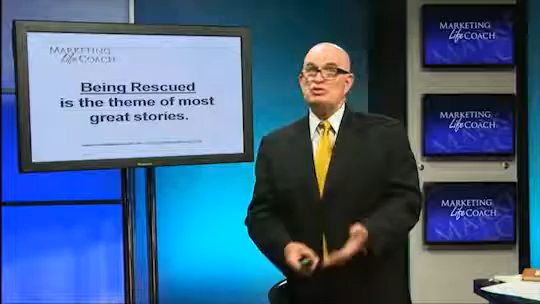 MARKETING
Life COACH
Being Rescued
is the theme of most
great stories.
MARKETING
Life COACH
MARKETING
Life COACH
MARKETING
Life COACH